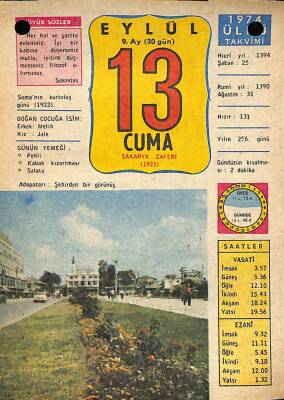 BÜYÜK SÖZLER
Her hal ve şartta
evleniniz. İyi bir
kadına düşerseniz
mutlu, iyisine düş-
mezseniz filozof o-
lursunuz.
Sokrates
Soma'nın kurtuluş
günü (1922).
DOĞAN ÇOCUĞA İSİM:
Erkek: Melih
Kız : Jale
GÜNÜN YEMEĞİ :
Pehli
Kabak kızartması
Salata
EYLÜL
9. Ay (30 gün)
13
CUMA
SAKARYA ZAFERİ
(1921)
1974
TAKVİMİ
Hicrî yıl: 1394
Şaban : 25
Rumî yıl : 1390
Ağustos : 31
Hızır : 131
Yılın 256. günü
Gündüzün kısalma-
sı : 2 dakika
GECE
GÜNDÜZ
Adapazarı : Şehirden bir görünüş
SAATLER
VASATÎ
İmsak 3.57
Güneş 5.36
Öğle 12.10
İkindi 15.43
Akşam 18.24
Yatsı 19.56
EZANÎ
İmsak 9.32
Güneş 11.11
Öğle 5.45
İkindi 9.18
Akşam 12.00
Yatsı 1.32